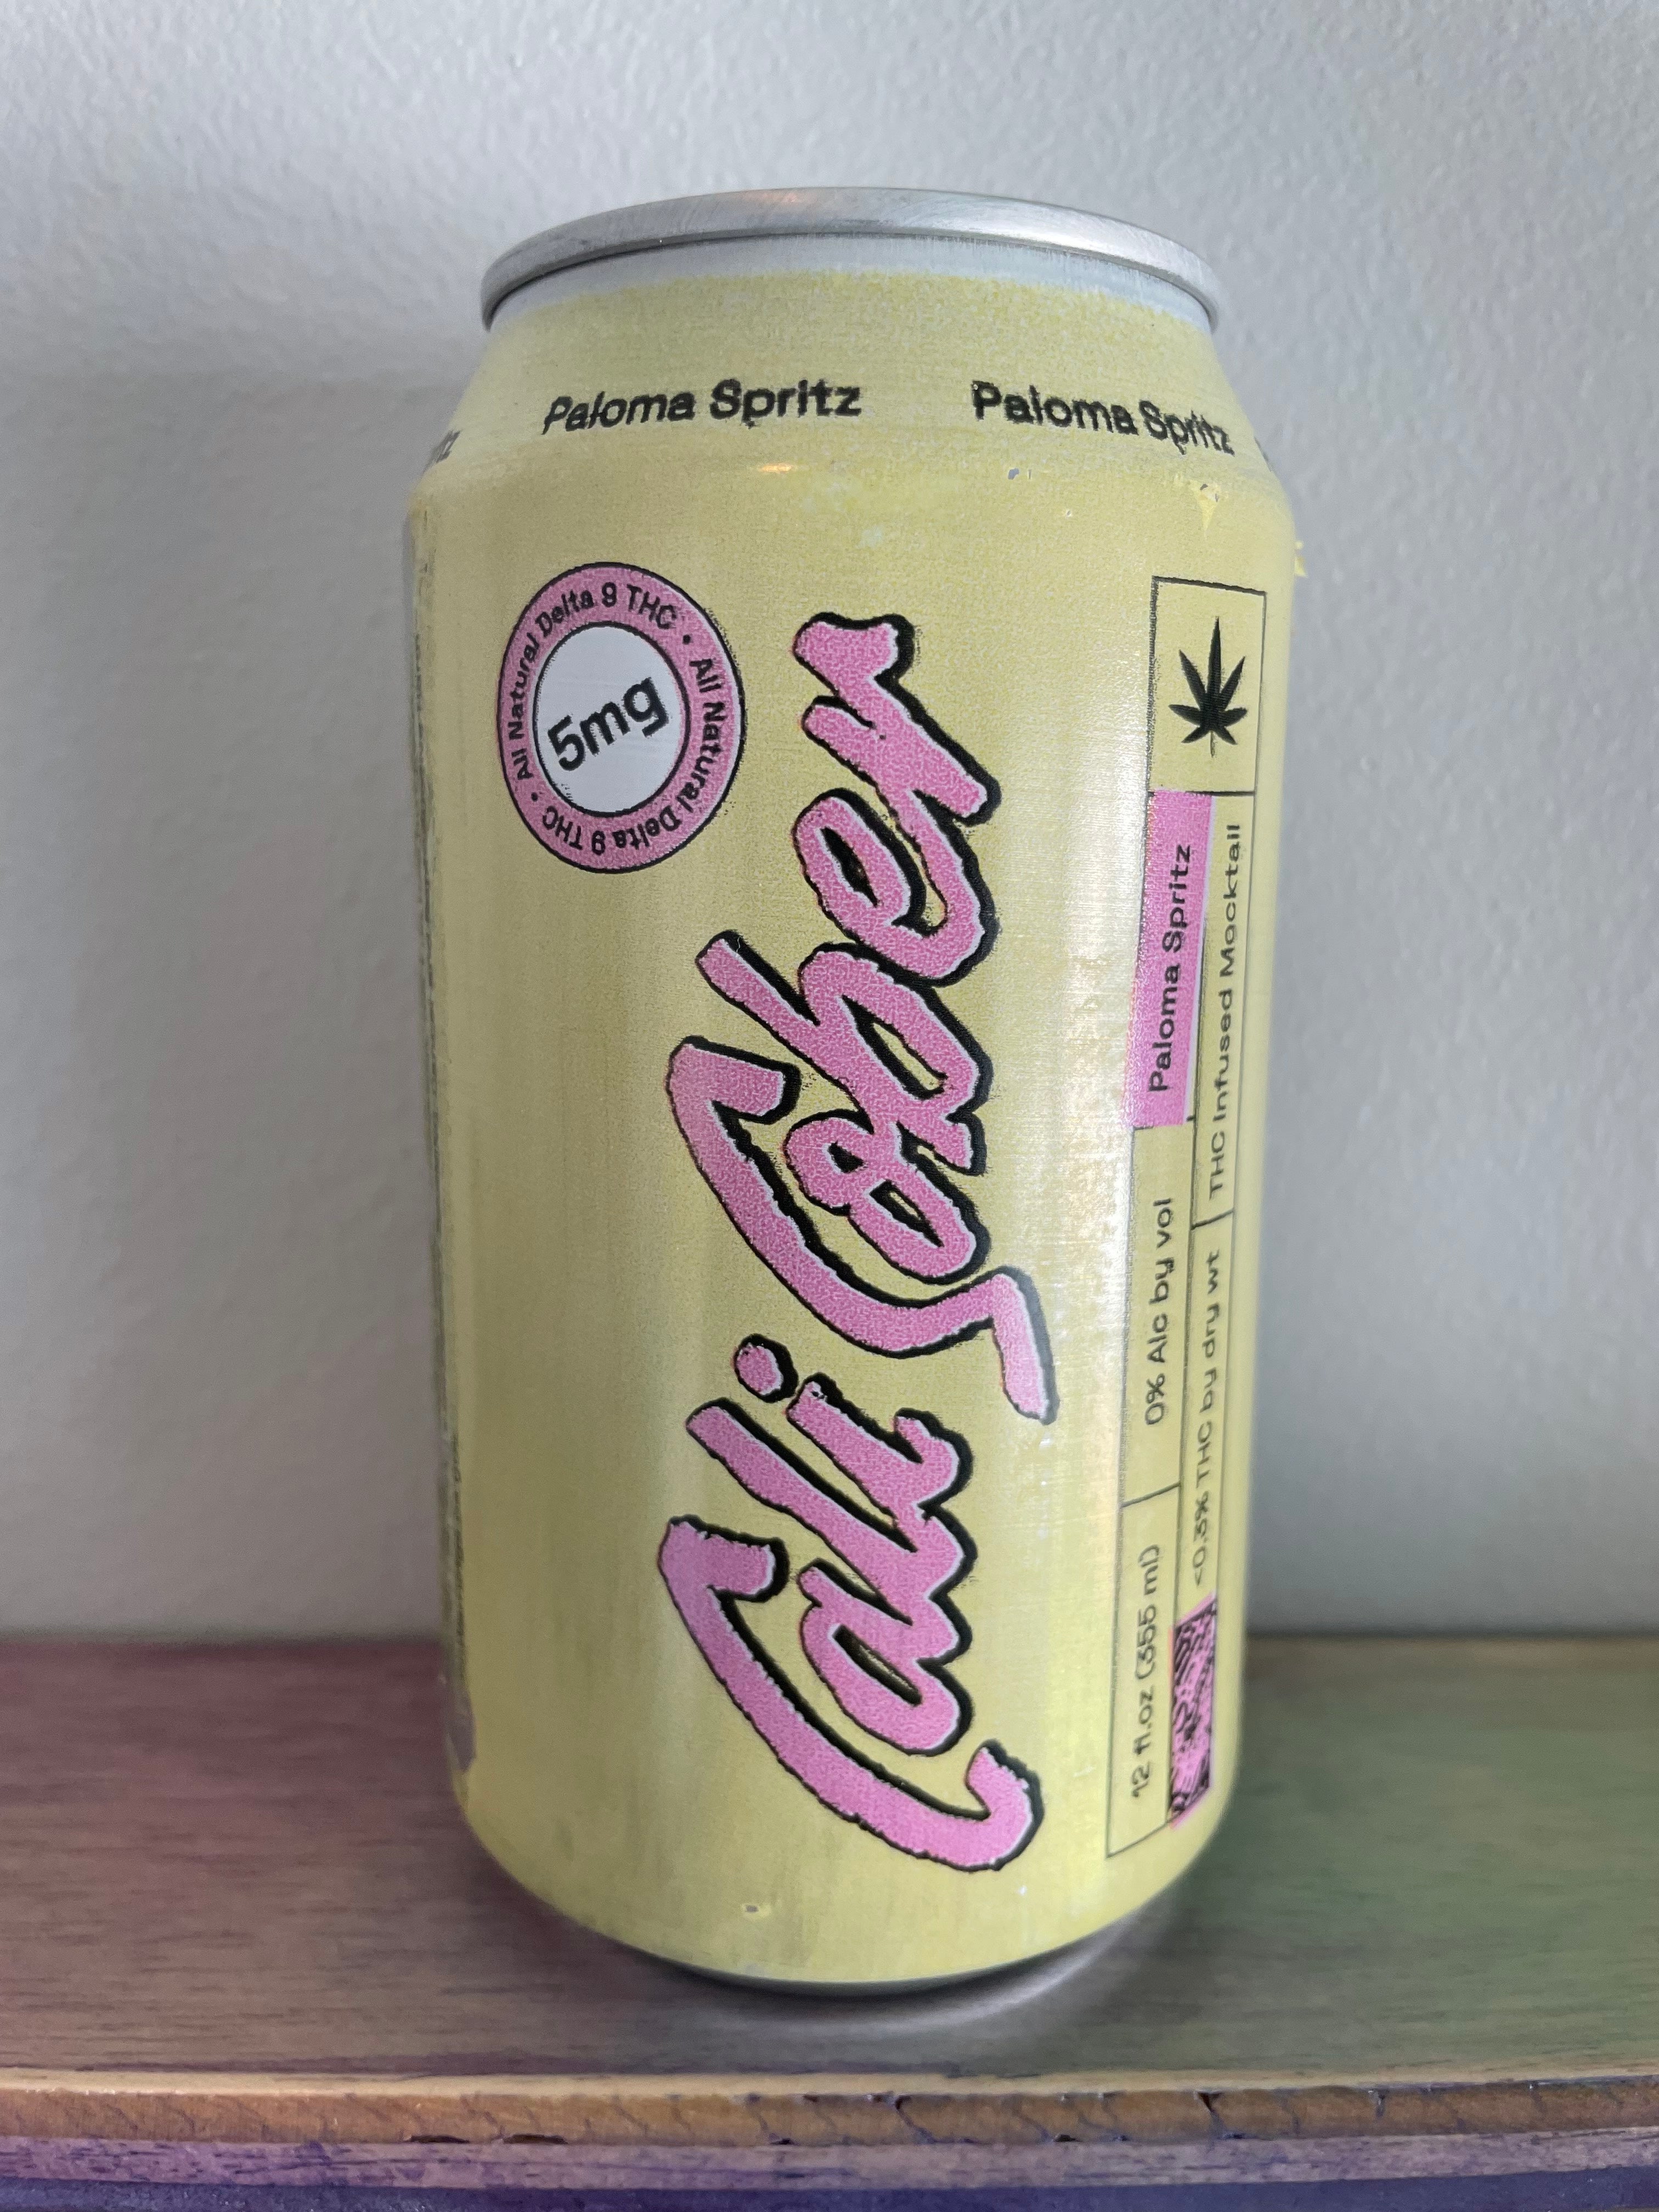 Paloma Spritz
Paloma Spritz
All Natural Delta 9 THC • All Natural Delta 9 THC •
5mg
Cali Sober
Paloma Spritz
THC Infused Mocktail
12 fl.oz (355 ml)
0% Alc by vol
<0.3% THC by dry wt